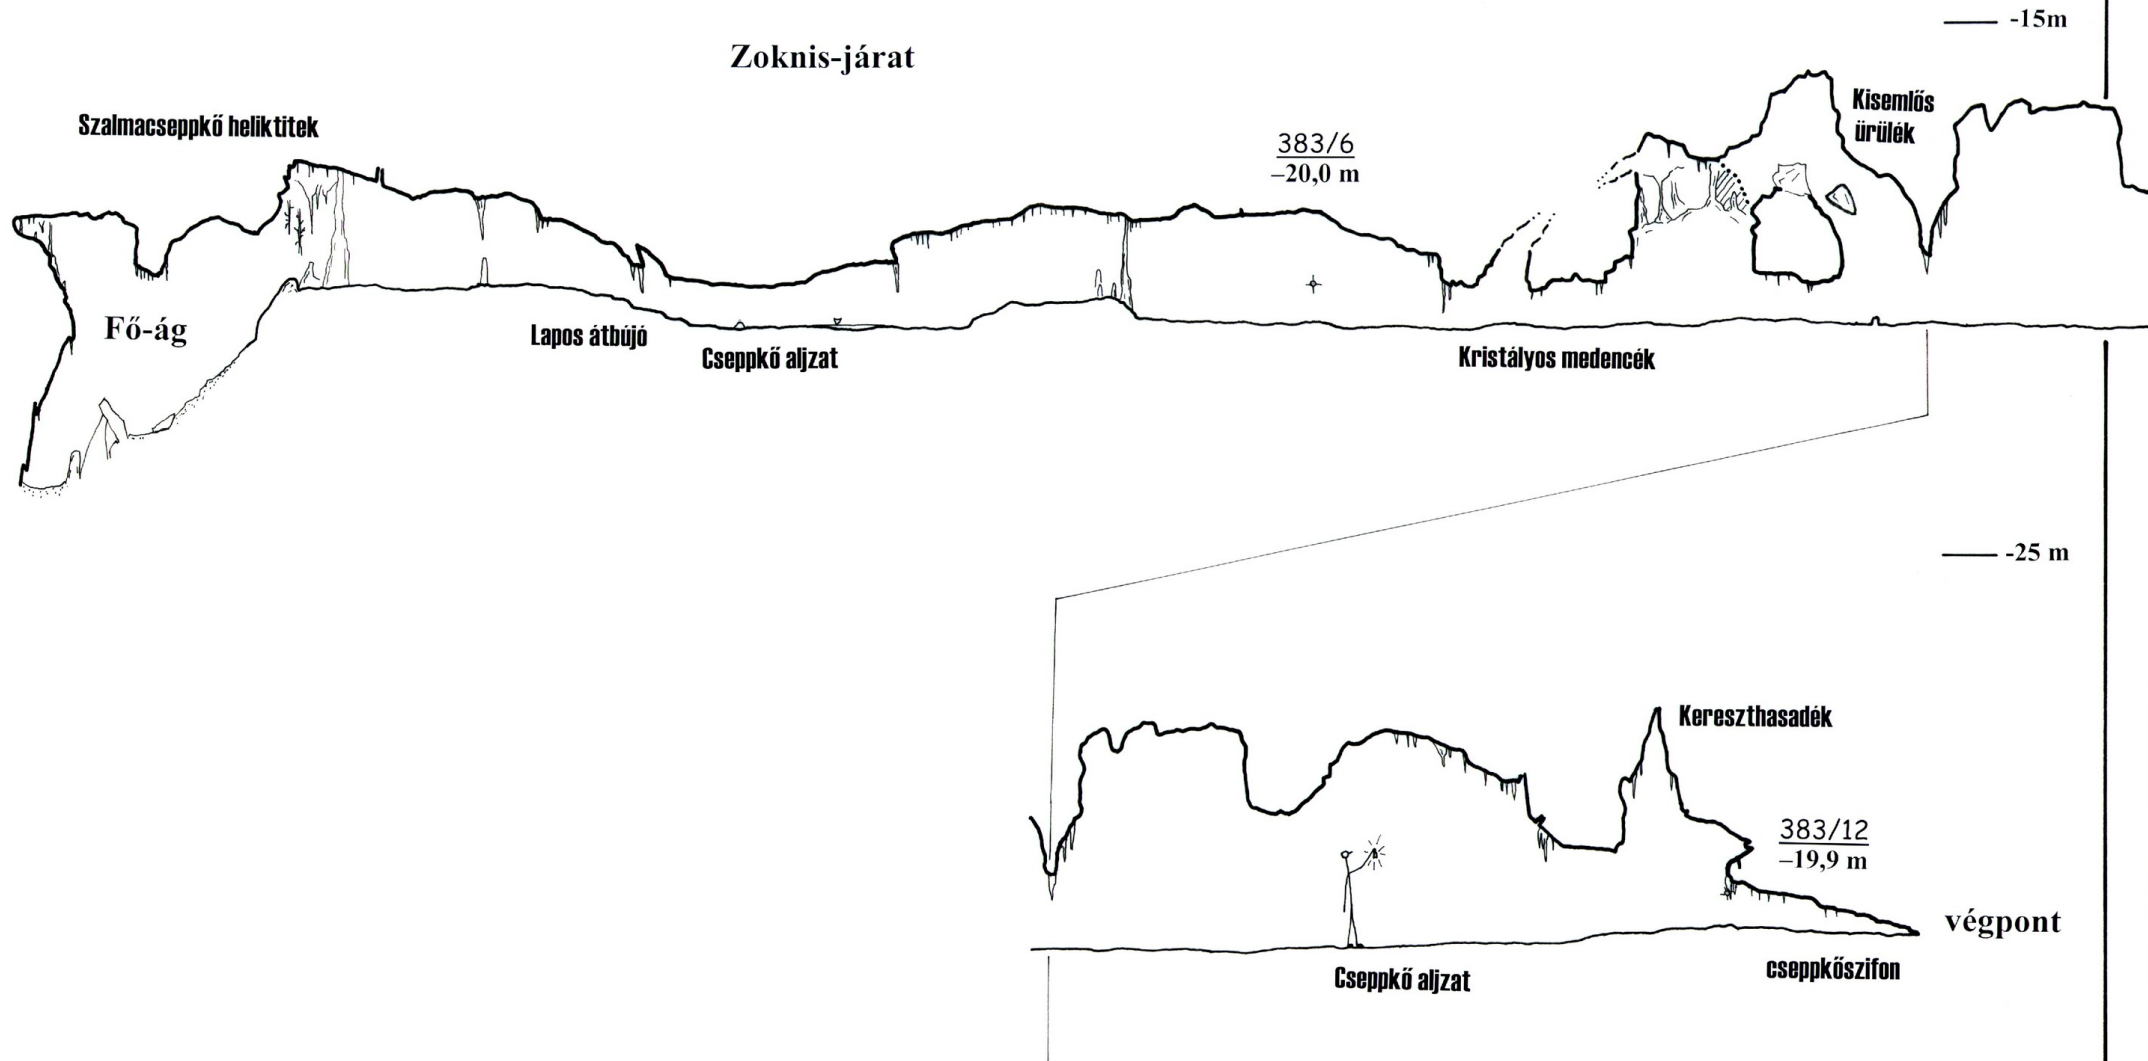 -15m
Zoknis-járat
Kisemlős
ürülék
Szalmacseppkő heliktitek
383/6
–20,0 m
Fő-ág
Lapos átbújó
Cseppkő aljzat
Kristályos medencék
-25 m
Kereszthasadék
383/12
–19,9 m
végpont
cseppkőszifon
Cseppkő aljzat